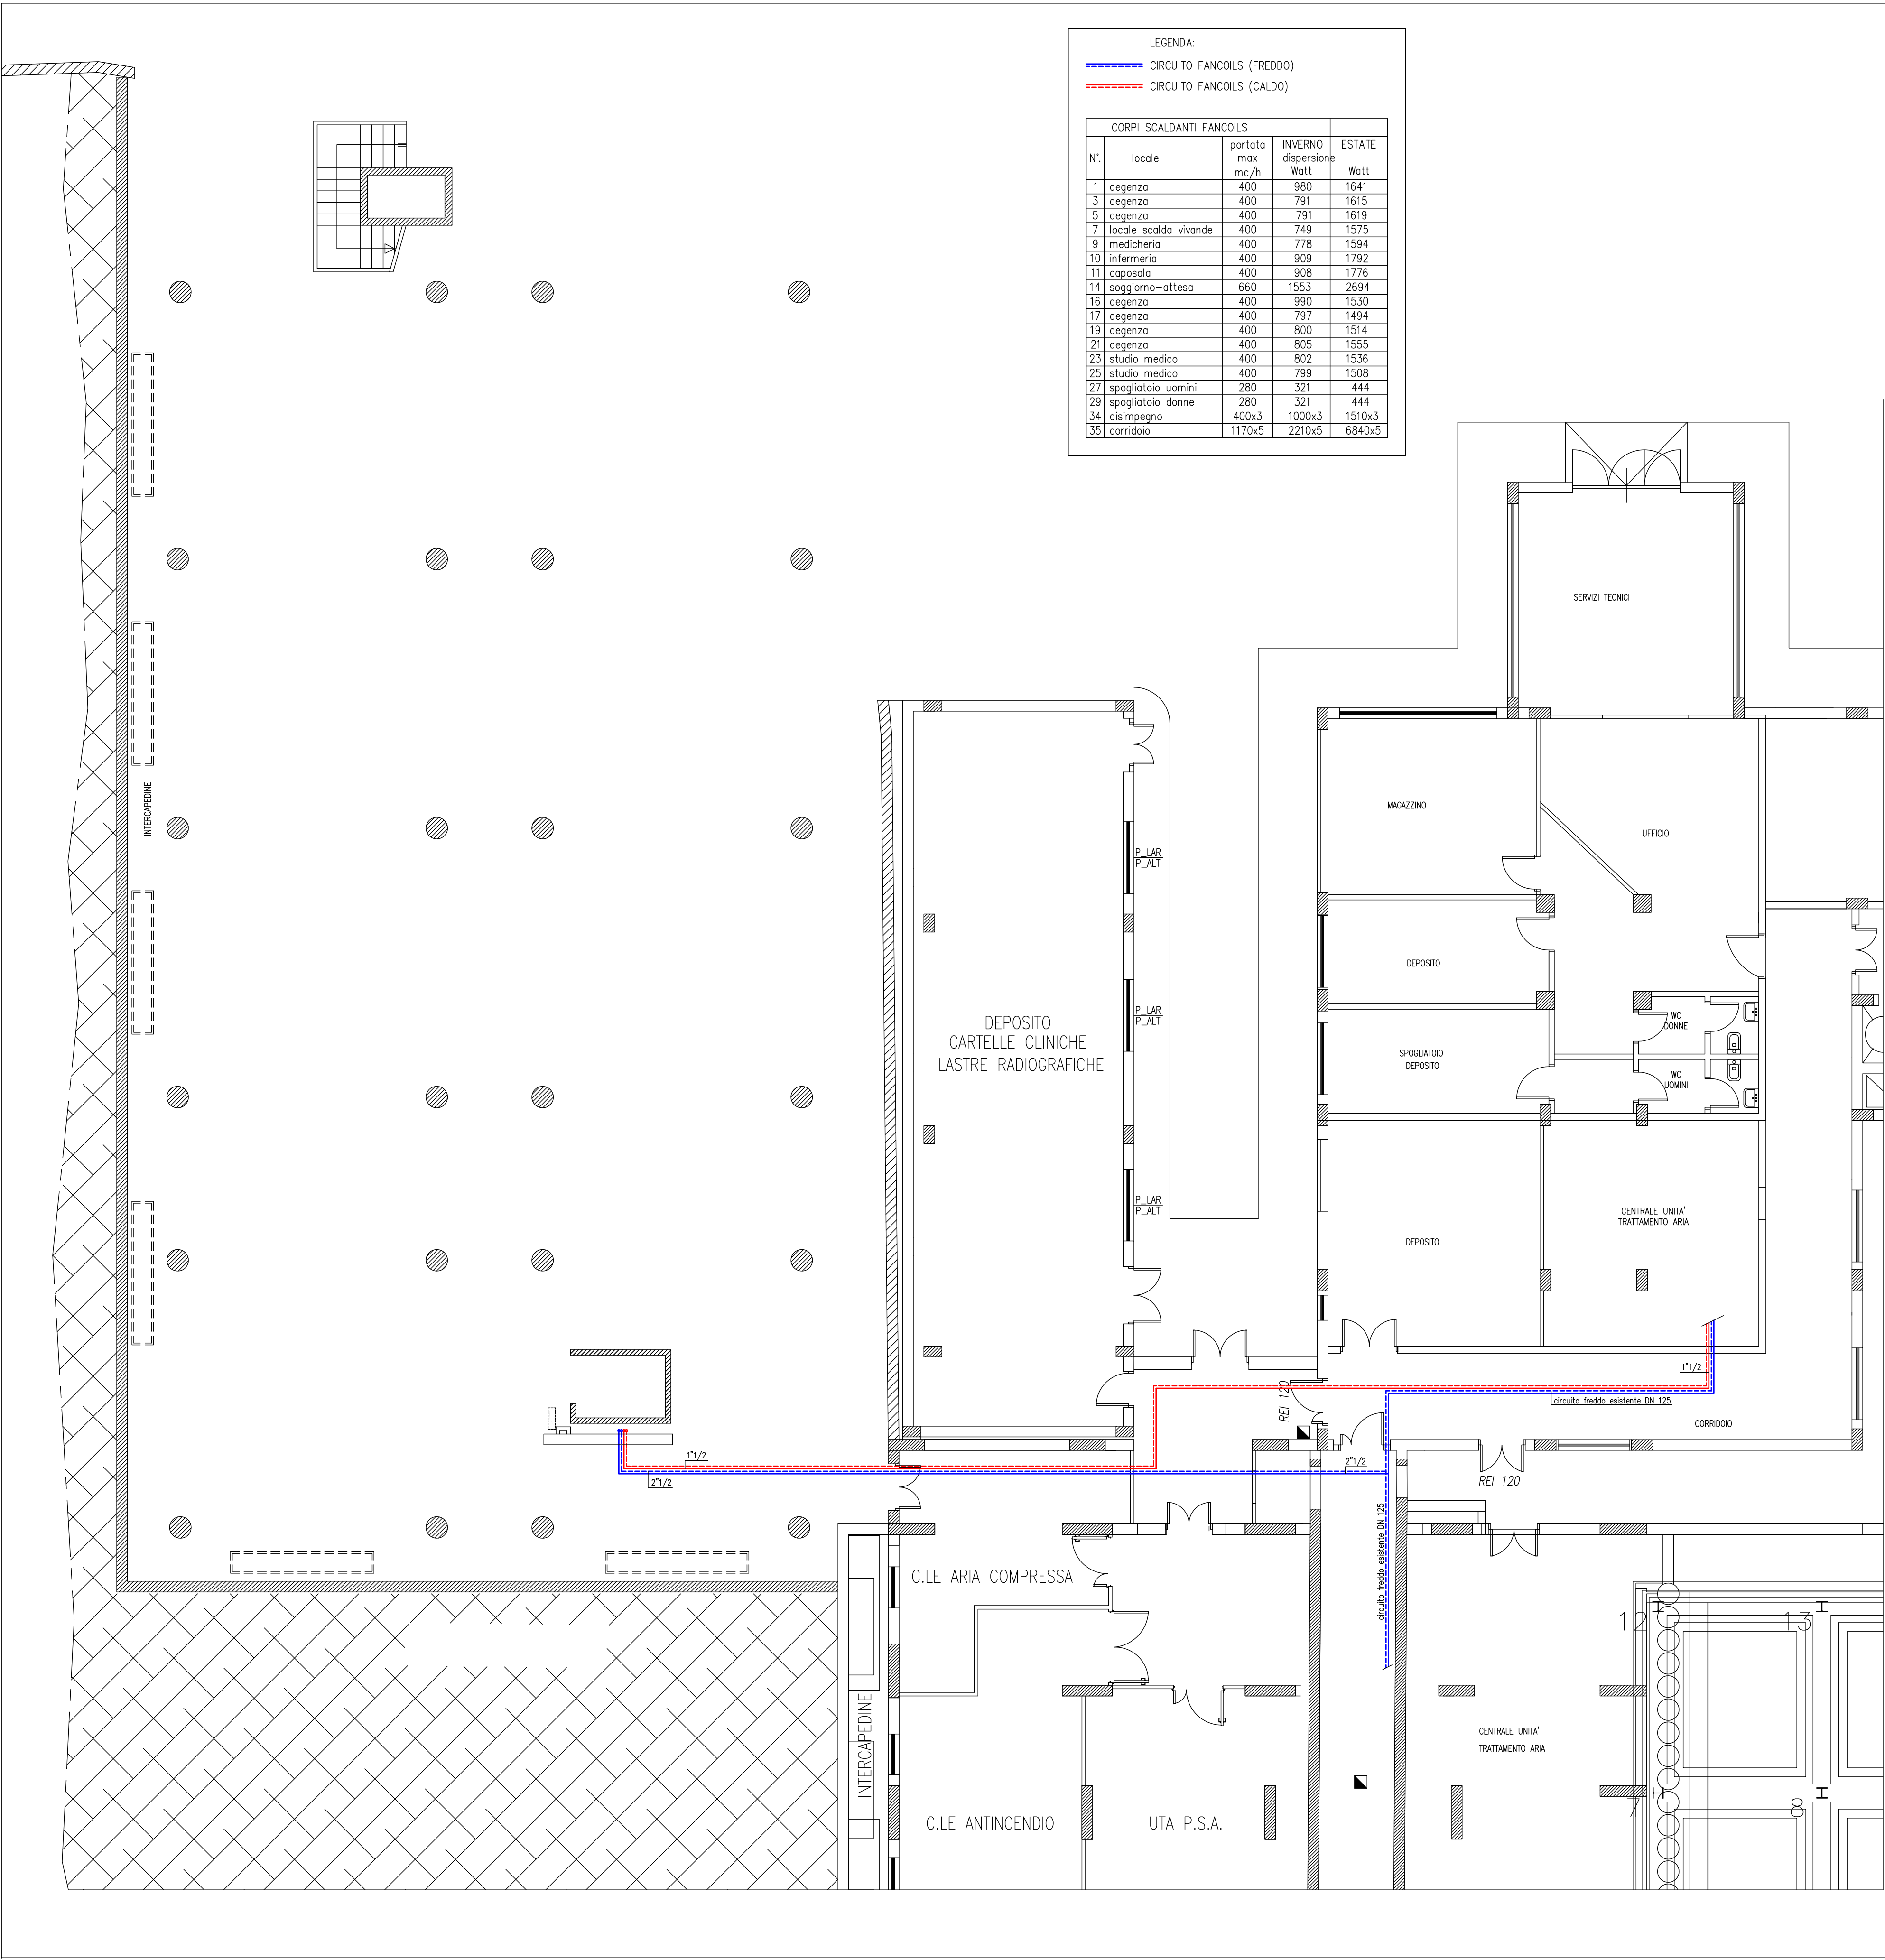 LEGENDA:
CIRCUITO FANCOILS (FREDDO)
CIRCUITO FANCOILS (CALDO)
CORPI SCALDANTI FANCOILS
N°. locale portata max mc/h INVERNO dispersione Watt ESTATE Watt
1 degenza 400 980 1641
3 degenza 400 791 1615
5 degenza 400 791 1619
7 locale scalda vivande 400 749 1575
9 medicheria 400 778 1594
10 infermeria 400 909 1792
11 caposala 400 908 1776
14 soggiorno-attesa 660 1553 2694
16 degenza 400 990 1530
17 degenza 400 797 1494
19 degenza 400 800 1514
21 degenza 400 805 1555
23 studio medico 400 802 1536
25 studio medico 400 799 1508
27 spogliatoio uomini 280 321 444
29 spogliatoio donne 280 321 444
34 disimpegno 400x3 1000x3 1510x3
35 corridoio 1170x5 2210x5 6840x5
SERVIZI TECNICI
MAGAZZINO
UFFICIO
INTERCAPEDINE
P_LAR
P_ALT
DEPOSITO
P_LAR
P_ALT
DEPOSITO
CARTELLE CLINICHE
LASTRE RADIOGRAFICHE
WC
DONNE
SPOGLIATOIO
DEPOSITO
WC
UOMINI
P_LAR
P_ALT
CENTRALE UNITA'
TRATTAMENTO ARIA
DEPOSITO
1"1/2
REI 120
circuito freddo esistente DN 125
CORRIDOIO
1"1/2
2"1/2
2"1/2
REI 120
circuito freddo esistente DN 125
C.LE ARIA COMPRESSA
12
13
INTERCAPEDINE
CENTRALE UNITA'
TRATTAMENTO ARIA
7
8
C.LE ANTINCENDIO
UTA P.S.A.